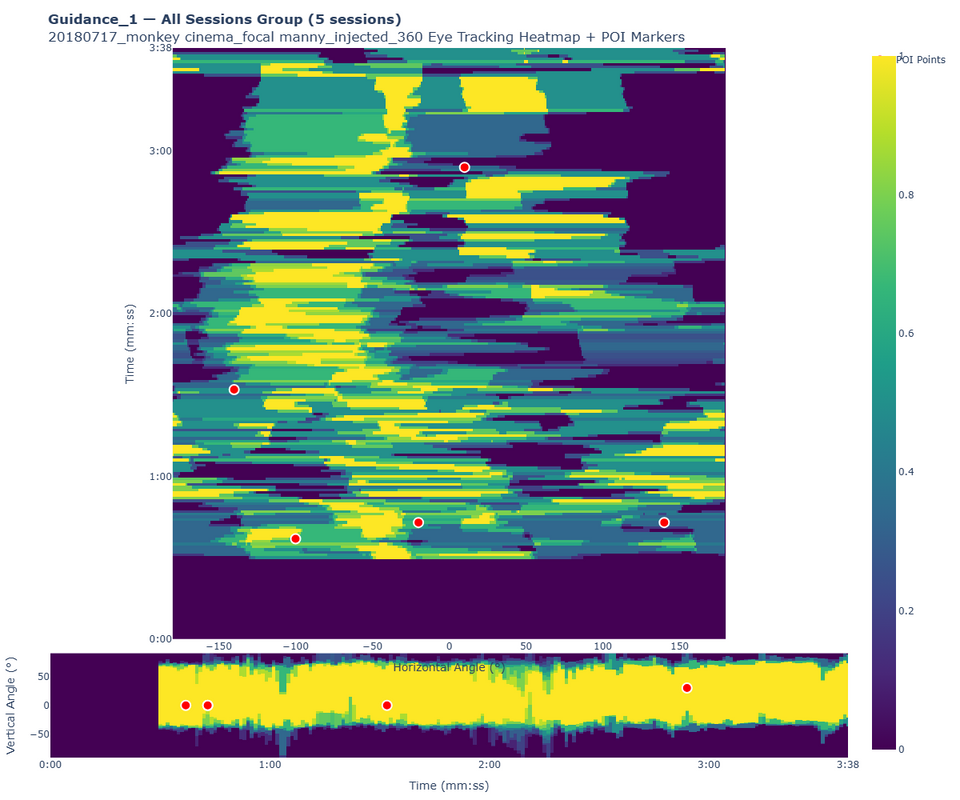 Guidance_1 — All Sessions Group (5 sessions)
20180717_monkey cinema_focal manny_injected_360 Eye Tracking Heatmap + POI Markers
3:38
3:00
2:00
1:00
0:00
Time (mm:ss)
−150 −100 −50 0 50 100 150
Horizontal Angle (°)
1
POI Points
0.8
0.6
0.4
0.2
0
Vertical Angle (°)
50
0
−50
0:00 1:00 2:00 3:00 3:38
Time (mm:ss)